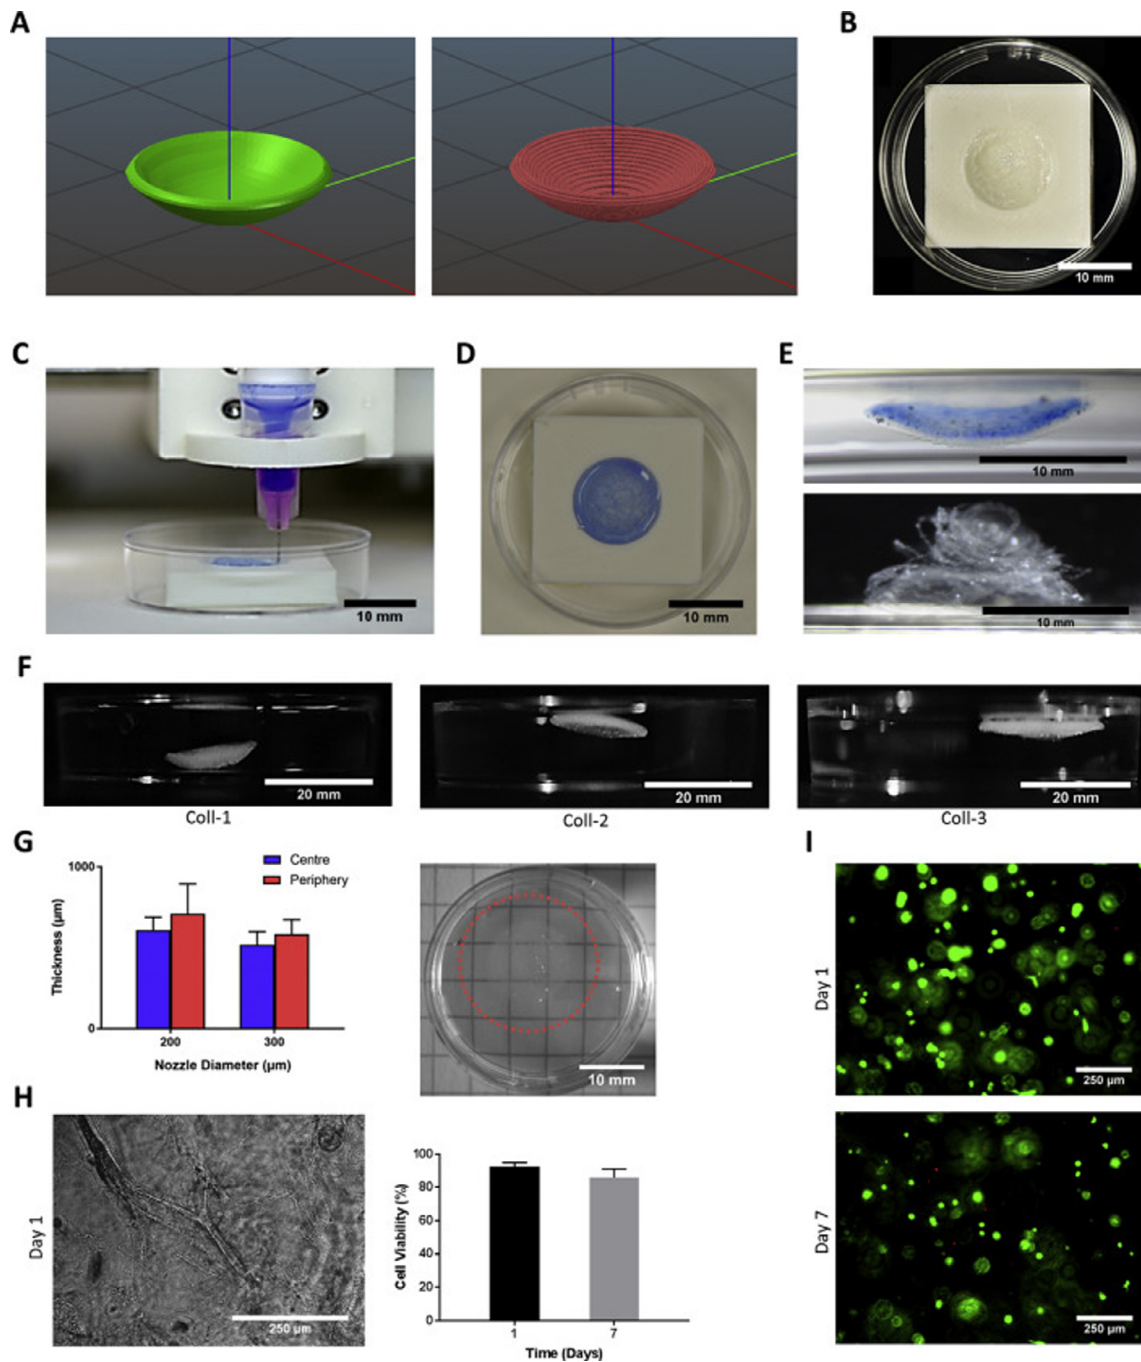 A
B
10 mm
C
10 mm
D
10 mm
E
10 mm
10 mm
F
20 mm
20 mm
20 mm
Coll-1
Coll-2
Coll-3
G
1000
Centre
Periphery
Thickness (µm)
0
200
300
Nozzle Diameter (µm)
10 mm
H
Day 1
250 µm
100
80
60
40
20
0
Cell Viability (%)
1
7
Time (Days)
I
Day 1
250 µm
Day 7
250 µm